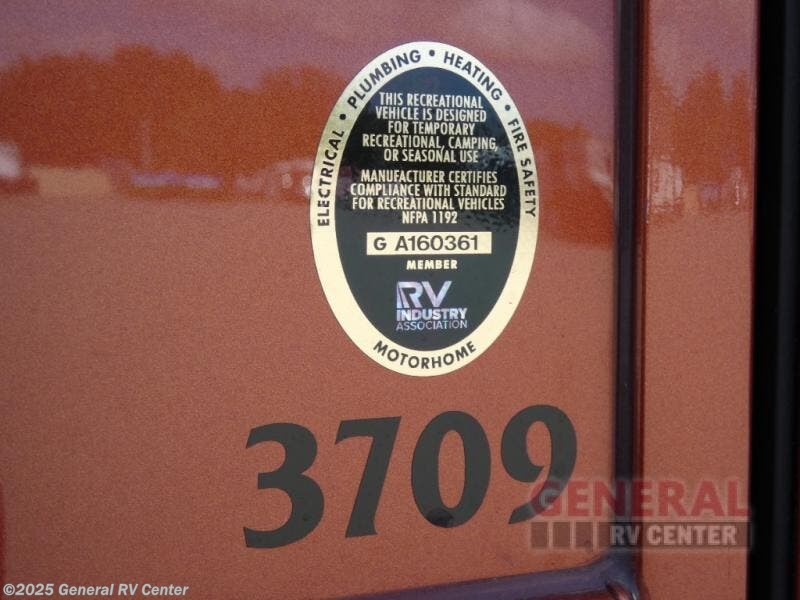 ELECTRICAL • PLUMBING • HEATING • FIRE SAFETY
THIS RECREATIONAL
VEHICLE IS DESIGNED
FOR TEMPORARY
RECREATIONAL, CAMPING,
OR SEASONAL USE
MANUFACTURER CERTIFIES
COMPLIANCE WITH STANDARD
FOR RECREATIONAL VEHICLES
NFPA 1192
G A160361
MEMBER
RV
INDUSTRY
ASSOCIATION
MOTORHOME
3709
GENERAL
RV CENTER
©2025 General RV Center